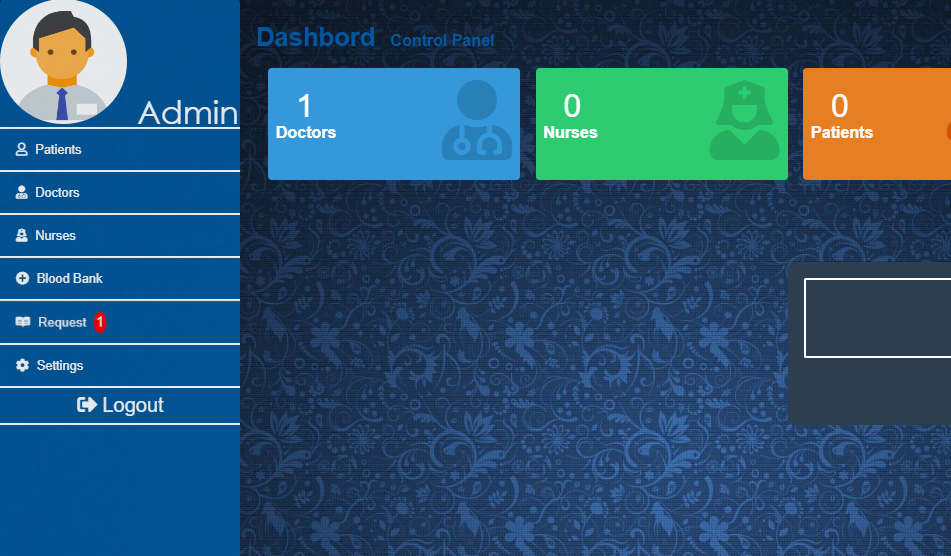 Admin
Patients
Doctors
Nurses
Blood Bank
Request 1
Settings
Logout
Dashbord Control Panel
1
Doctors
0
Nurses
0
Patients